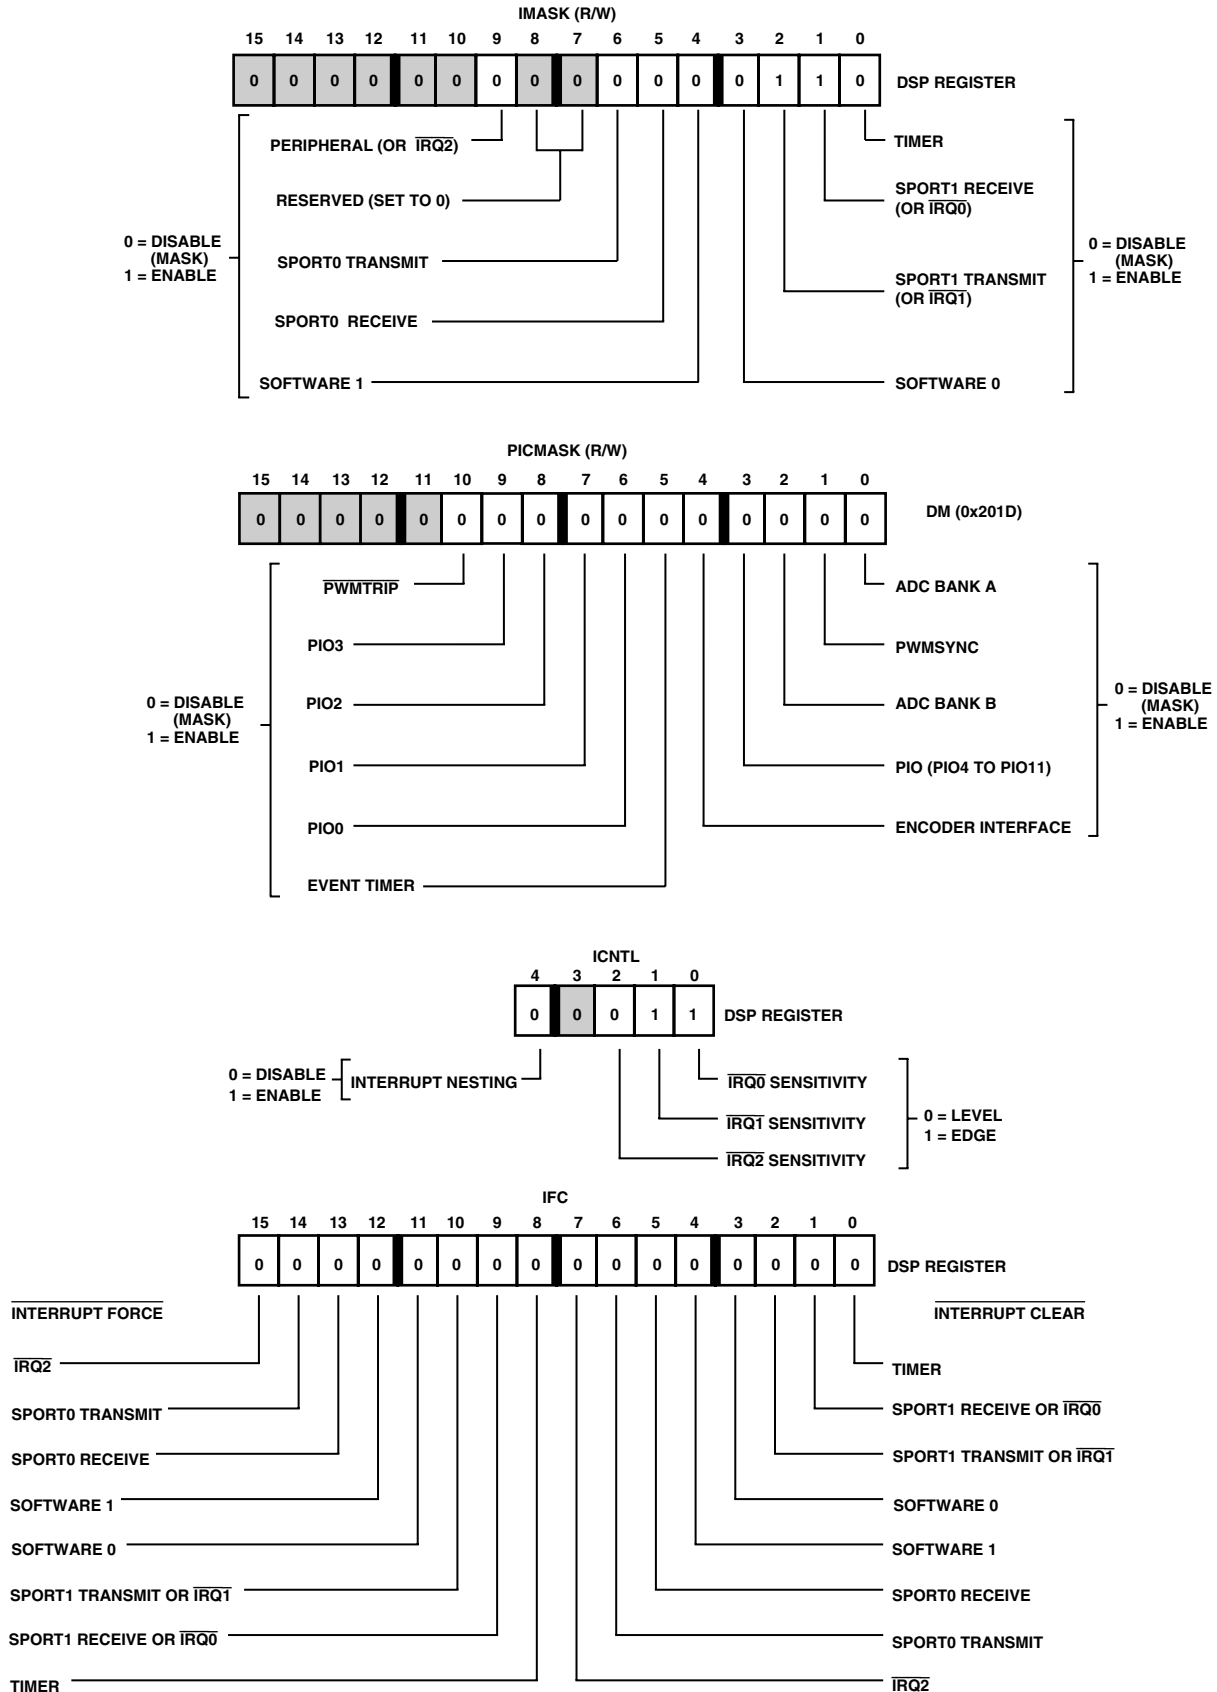 IMASK (R/W)
15 14 13 12 11 10 9 8 7 6 5 4 3 2 1 0
0 0 0 0 0 0 0 0 0 0 0 0 0 1 1 0 DSP REGISTER
PERIPHERAL (OR IRQ2)
TIMER
RESERVED (SET TO 0)
SPORT1 RECEIVE
(OR IRQ0)
0 = DISABLE
(MASK)
1 = ENABLE
SPORT0 TRANSMIT
SPORT1 TRANSMIT
(OR IRQ1)
0 = DISABLE
(MASK)
1 = ENABLE
SPORT0 RECEIVE
SOFTWARE 1
SOFTWARE 0
PICMASK (R/W)
15 14 13 12 11 10 9 8 7 6 5 4 3 2 1 0
0 0 0 0 0 0 0 0 0 0 0 0 0 0 0 0 DM (0x201D)
PWMTRIP
ADC BANK A
PIO3
PWMSYNC
0 = DISABLE
(MASK)
1 = ENABLE
PIO2
ADC BANK B
0 = DISABLE
(MASK)
1 = ENABLE
PIO1
PIO (PIO4 TO PIO11)
PIO0
ENCODER INTERFACE
EVENT TIMER
ICNTL
4 3 2 1 0
0 0 0 1 1 DSP REGISTER
0 = DISABLE
1 = ENABLE
INTERRUPT NESTING
IRQ0 SENSITIVITY
IRQ1 SENSITIVITY
IRQ2 SENSITIVITY
0 = LEVEL
1 = EDGE
IFC
15 14 13 12 11 10 9 8 7 6 5 4 3 2 1 0
0 0 0 0 0 0 0 0 0 0 0 0 0 0 0 0 DSP REGISTER
INTERRUPT FORCE
INTERRUPT CLEAR
IRQ2
TIMER
SPORT0 TRANSMIT
SPORT1 RECEIVE OR IRQ0
SPORT0 RECEIVE
SPORT1 TRANSMIT OR IRQ1
SOFTWARE 1
SOFTWARE 0
SOFTWARE 0
SOFTWARE 1
SPORT1 TRANSMIT OR IRQ1
SPORT0 RECEIVE
SPORT1 RECEIVE OR IRQ0
SPORT0 TRANSMIT
TIMER
IRQ2